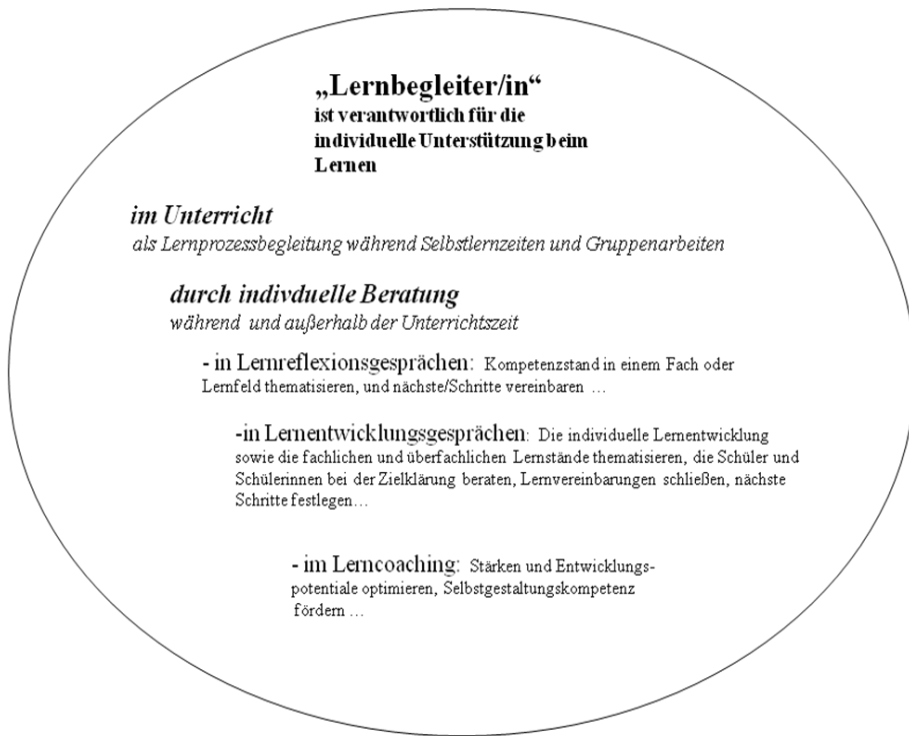 „Lernbegleiter/in“
ist verantwortlich für die
individuelle Unterstützung beim
Lernen
im Unterricht
als Lernprozessbegleitung während Selbstlernzeiten und Gruppenarbeiten
durch indivduelle Beratung
während und außerhalb der Unterrichtszeit
- in Lernreflexionsgesprächen: Kompetenzstand in einem Fach oder
Lernfeld thematisieren, und nächste/Schritte vereinbaren …
-in Lernentwicklungsgesprächen: Die individuelle Lernentwicklung
sowie die fachlichen und überfachlichen Lernstände thematisieren, die Schüler und
Schülerinnen bei der Zielklärung beraten, Lernvereinbarungen schließen, nächste
Schritte festlegen…
- im Lerncoaching: Stärken und Entwicklungs-
potentiale optimieren, Selbstgestaltungskompetenz
fördern …